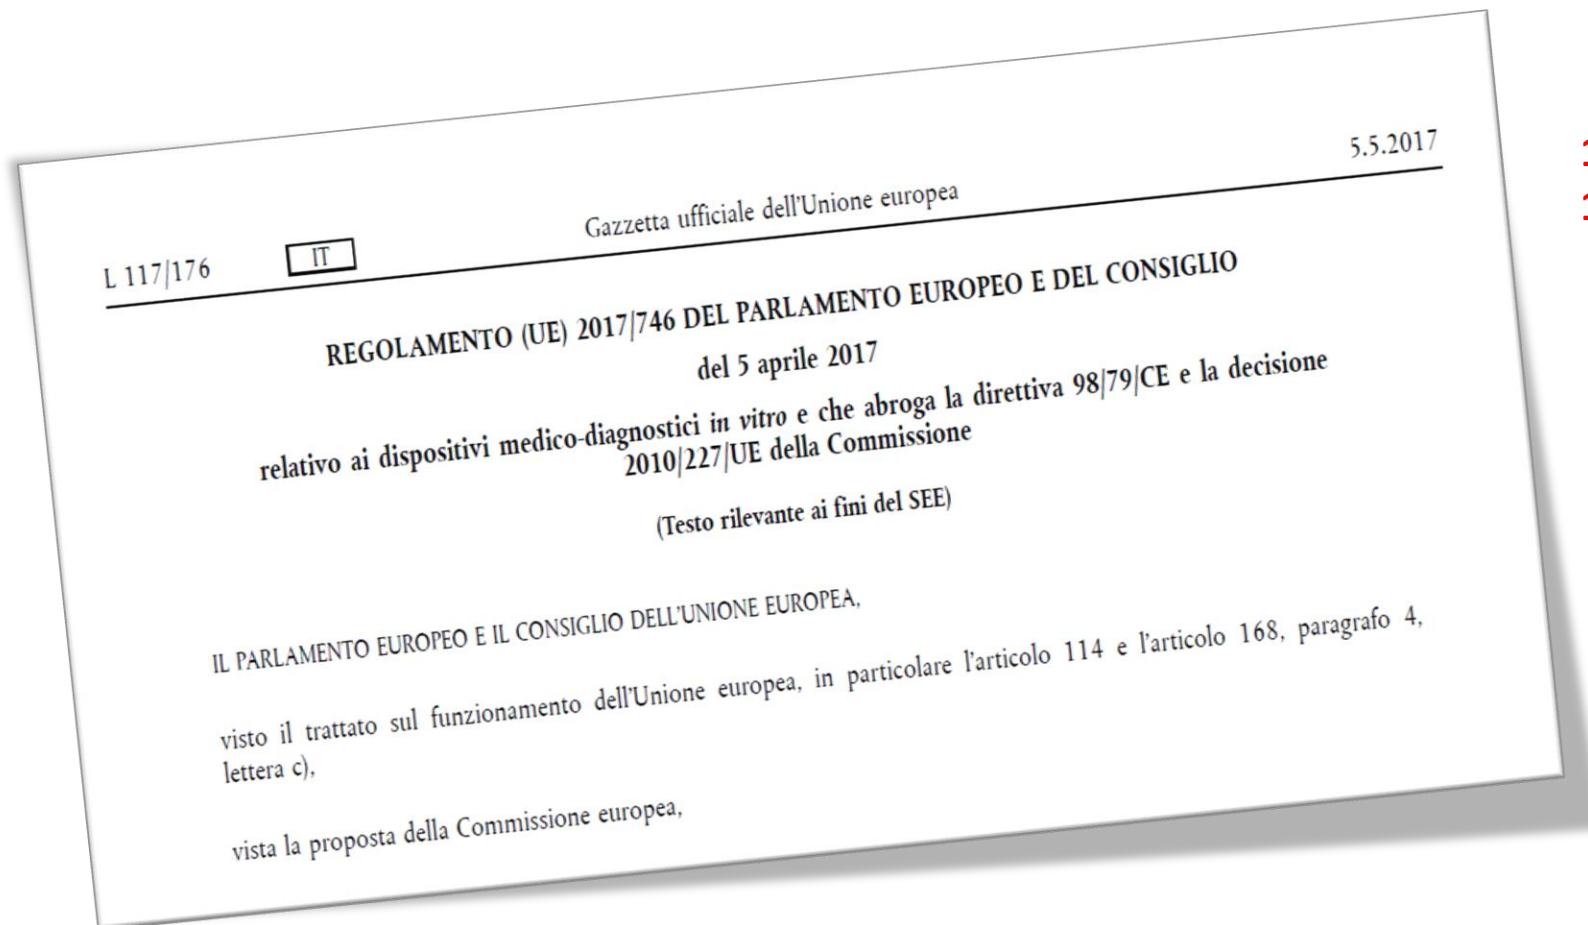 5.5.2017
L 117/176 IT Gazzetta ufficiale dell'Unione europea
REGOLAMENTO (UE) 2017/746 DEL PARLAMENTO EUROPEO E DEL CONSIGLIO
del 5 aprile 2017
relativo ai dispositivi medico-diagnostici in vitro e che abroga la direttiva 98/79/CE e la decisione
2010/227/UE della Commissione
(Testo rilevante ai fini del SEE)
IL PARLAMENTO EUROPEO E IL CONSIGLIO DELL'UNIONE EUROPEA,
visto il trattato sul funzionamento dell'Unione europea, in particolare l'articolo 114 e l'articolo 168, paragrafo 4,
lettera c),
vista la proposta della Commissione europea,